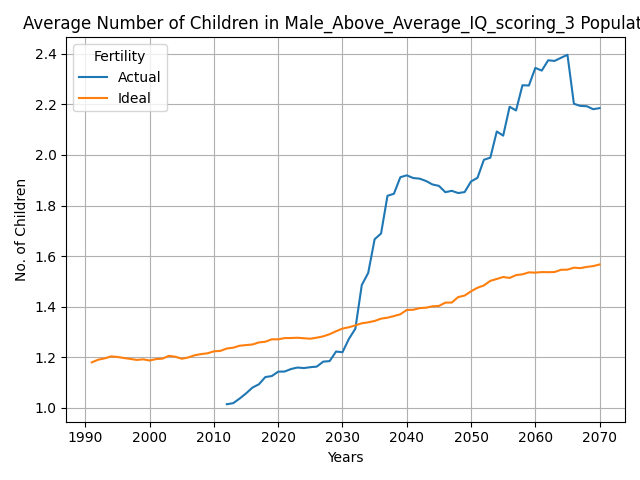 Average Number of Children in Male_Above_Average_IQ_scoring_3 Populat
Fertility
Actual
Ideal
2.4
2.2
2.0
1.8
1.6
1.4
1.2
1.0
No. of Children
1990 2000 2010 2020 2030 2040 2050 2060 2070
Years